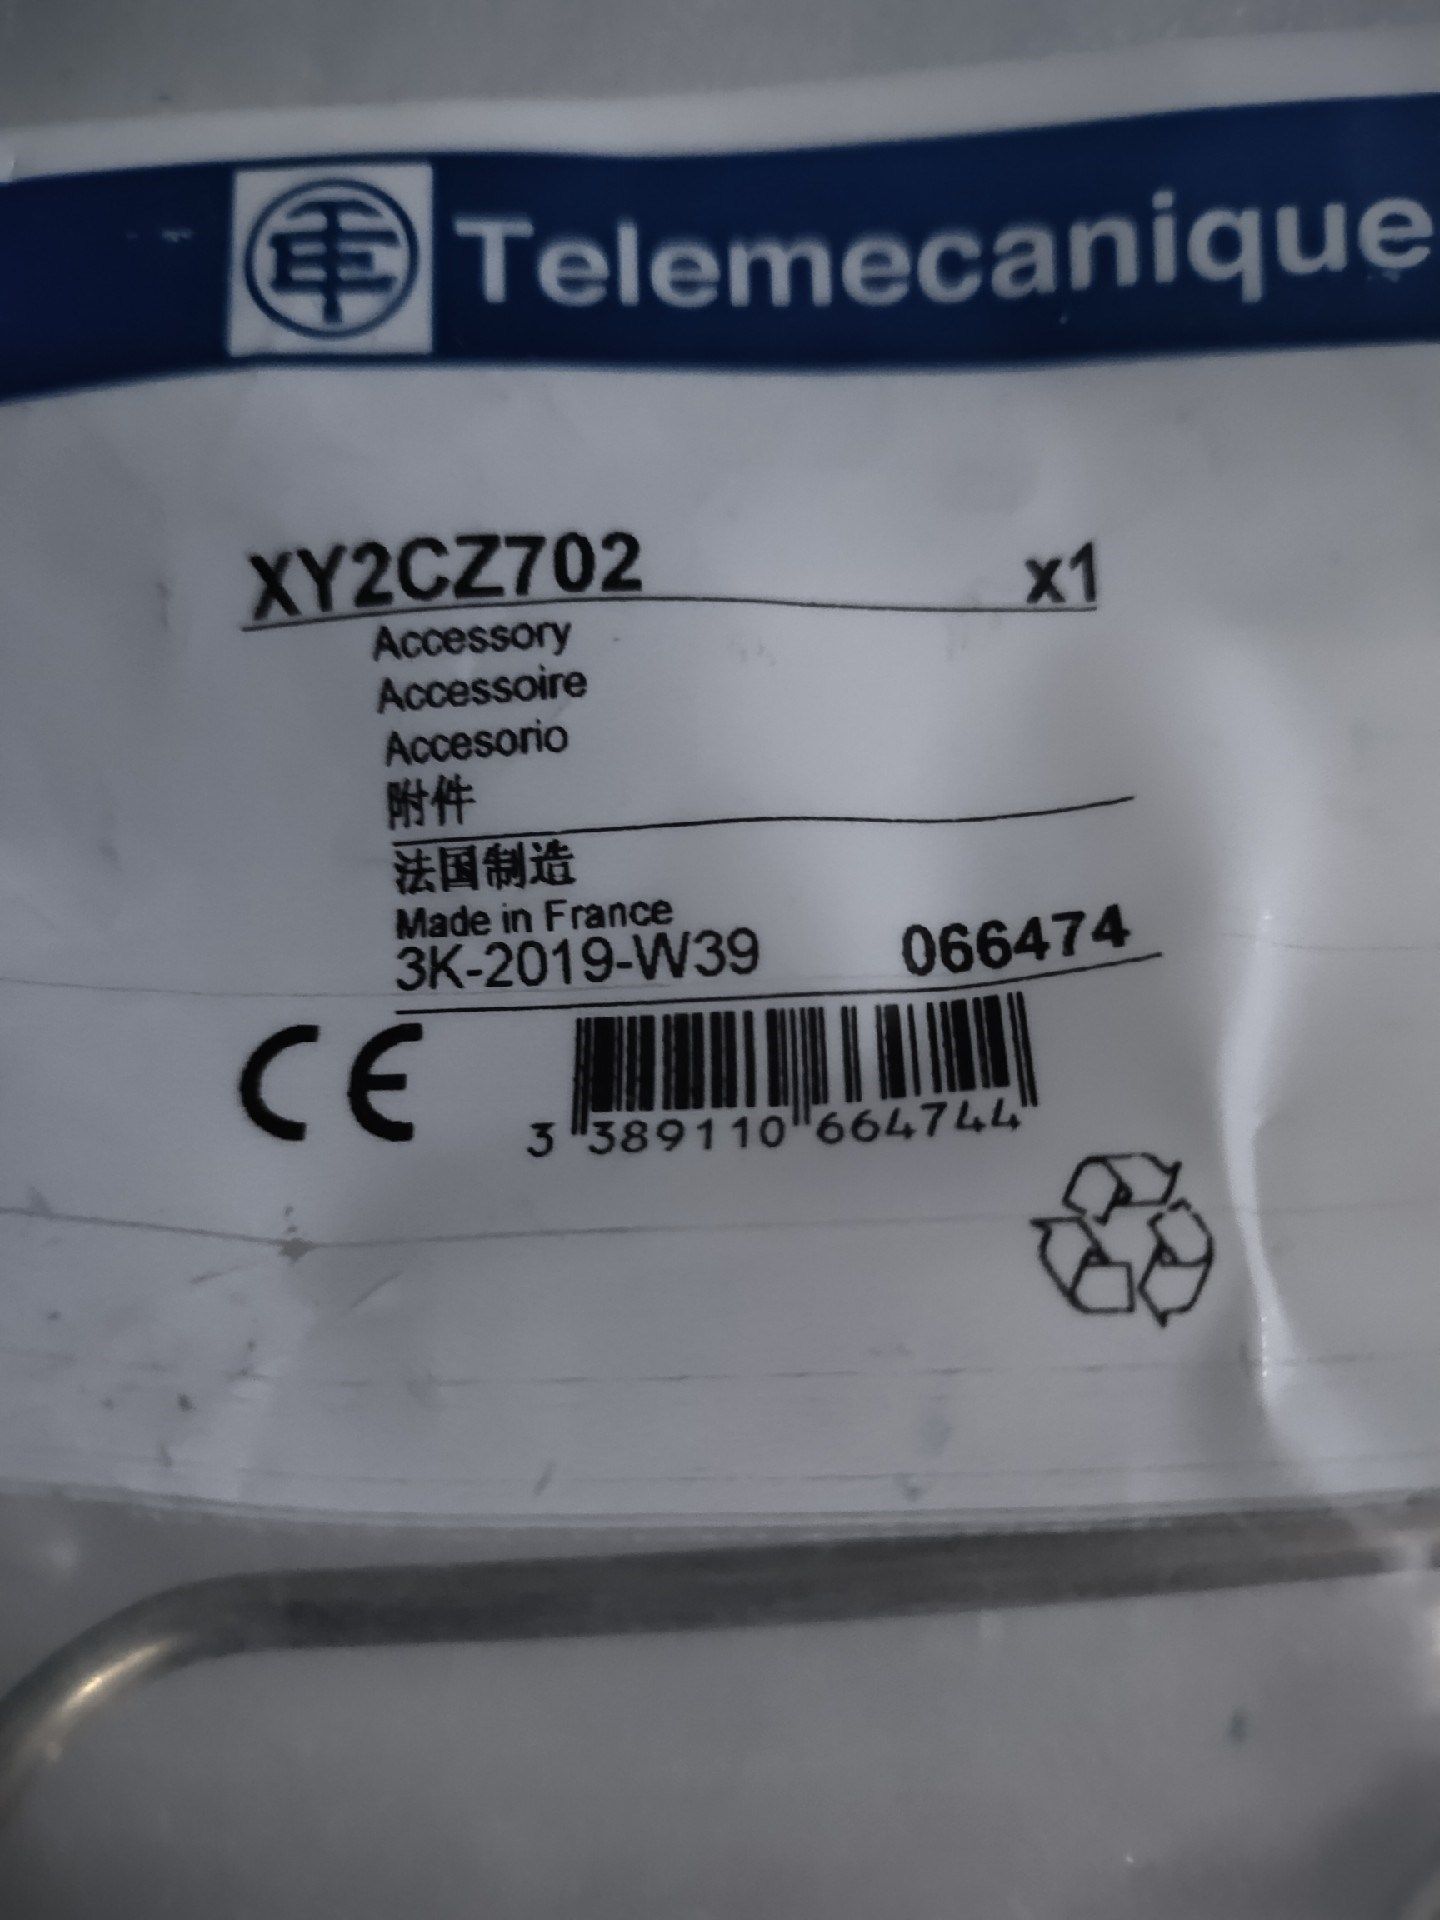 Telemecanique
XY2CZ702 x1
Accessory
Accessoire
Accesorio
附件
法国制造
Made in France
3K-2019-W39 066474
CE
3 389110 664744